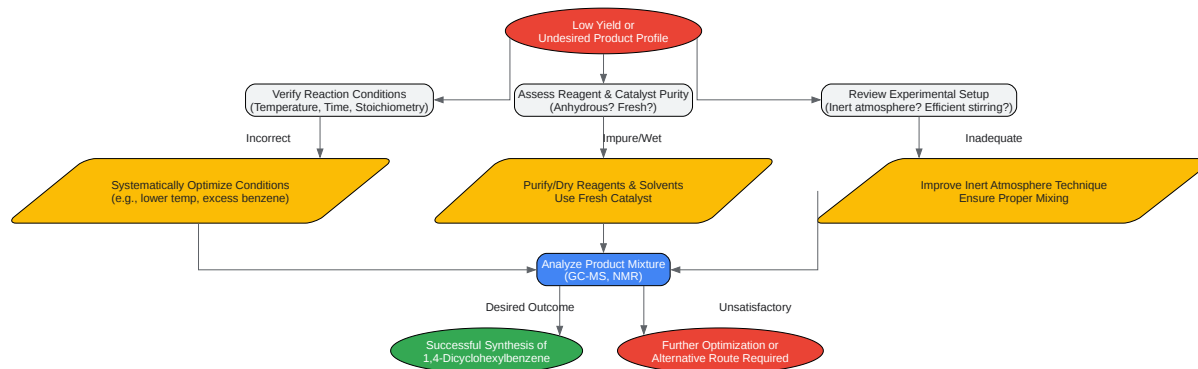 Low Yield or
Undesired Product Profile
Verify Reaction Conditions
(Temperature, Time, Stoichiometry)
Assess Reagent & Catalyst Purity
(Anhydrous? Fresh?)
Review Experimental Setup
(Inert atmosphere? Efficient stirring?)
Incorrect
Impure/Wet
Inadequate
Systematically Optimize Conditions
(e.g., lower temp, excess benzene)
Purify/Dry Reagents & Solvents
Use Fresh Catalyst
Improve Inert Atmosphere Technique
Ensure Proper Mixing
Analyze Product Mixture
(GC-MS, NMR)
Desired Outcome
Unsatisfactory
Successful Synthesis of
1,4-Dicyclohexylbenzene
Further Optimization or
Alternative Route Required